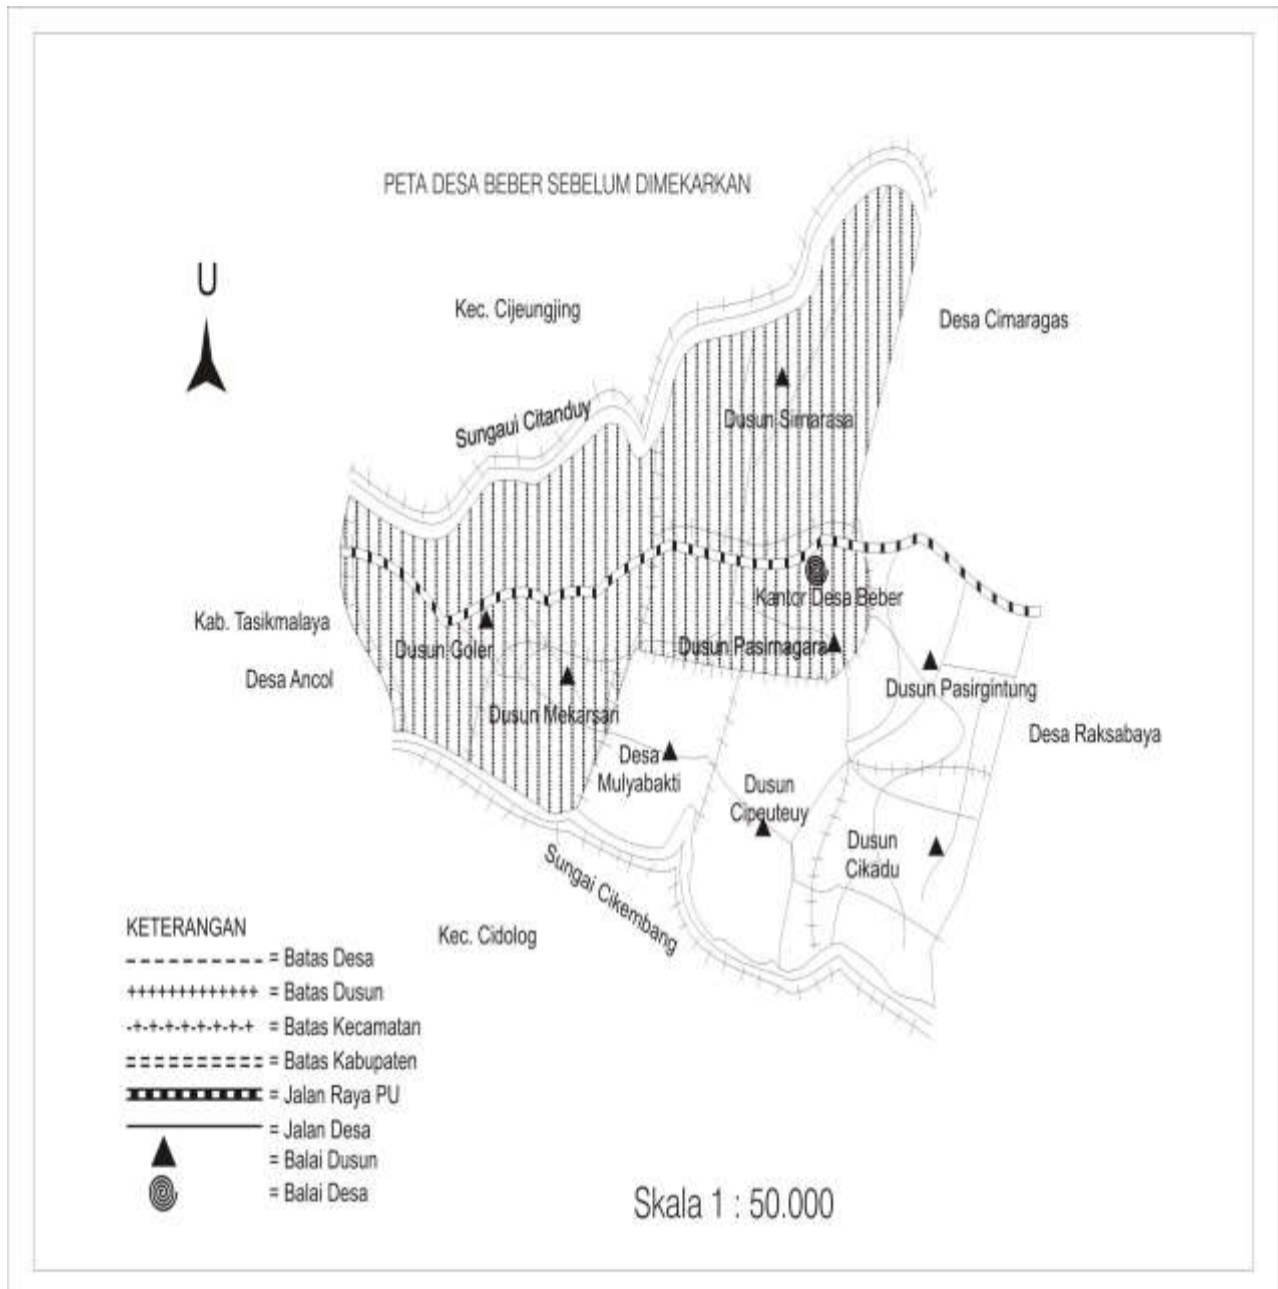 PETA DESA BEBER SEBELUM DIMEKARKAN
U
Kec. Cijeungjing
Desa Cimaragas
Sungaui Citanduy
Dusun Simarasa
Kantor Desa Beber
Kab. Tasikmalaya
Dusun Goler
Dusun Pasirnagara
Desa Ancol
Dusun Pasirgintung
Dusun Mekarsari
Desa Raksabaya
Desa
Mulyabakti
Dusun
Cipeuteuy
Dusun
Cikadu
Sungai Cikembang
Kec. Cidolog
KETERANGAN
= Batas Desa
= Batas Dusun
= Batas Kecamatan
= Batas Kabupaten
= Jalan Raya PU
= Jalan Desa
= Balai Dusun
= Balai Desa
Skala 1 : 50.000